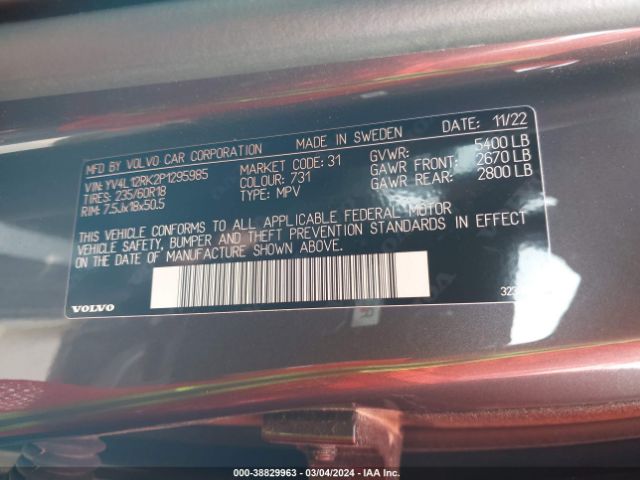 MFD BY VOLVO CAR CORPORATION MADE IN SWEDEN DATE: 11/22
VIN: YV4L12RK2P1295985 MARKET CODE: 31 GVWR: 5400 LB
TIRES: 235/60R18 COLOUR: 731 GAWR FRONT: 2670 LB
RIM: 7.5Jx18x50.5 TYPE: MPV GAWR REAR: 2800 LB
THIS VEHICLE CONFORMS TO ALL APPLICABLE FEDERAL MOTOR
VEHICLE SAFETY, BUMPER AND THEFT PREVENTION STANDARDS IN EFFECT
ON THE DATE OF MANUFACTURE SHOWN ABOVE.
VOLVO
000-38829963 - 03/04/2024 - IAA Inc.